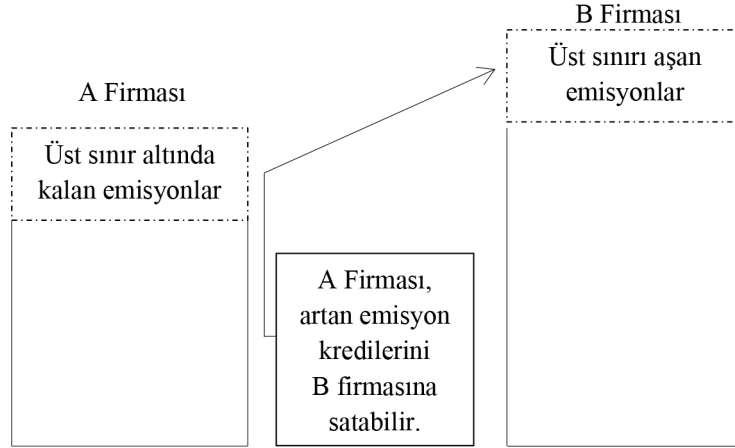 A Firması
Üst sınır altında
kalan emisyonlar
A Firması,
artan emisyon
kredilerini
B firmasına
satabilir.
B Firması
Üst sınırı aşan
emisyonlar